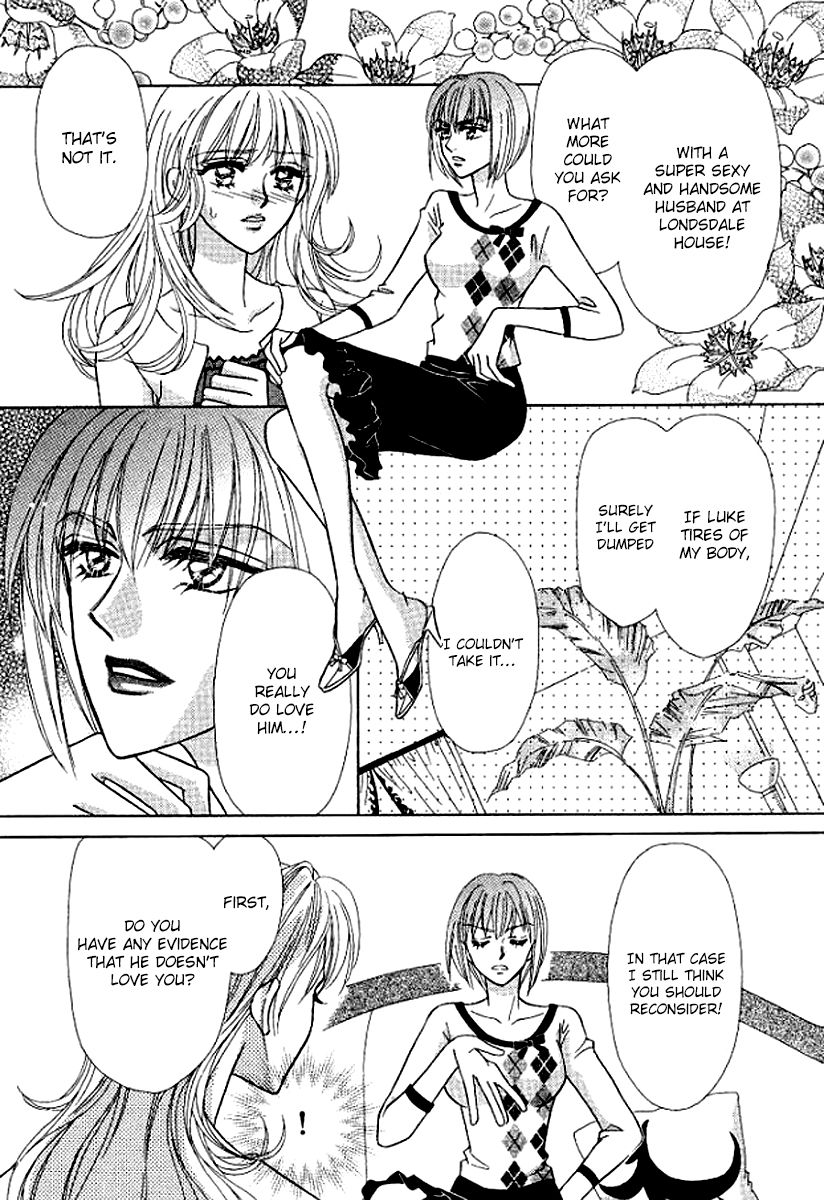 WITH A
SUPER SEXY
AND HANDSOME
HUSBAND AT
LONDSDALE
HOUSE!
WHAT
MORE
COULD
YOU ASK
FOR?
THAT'S
NOT IT.
IF LUKE
TIRES OF
MY BODY,
SURELY
I'LL GET
DUMPED
I COULDN'T
TAKE IT...
YOU
REALLY
DO LOVE
HIM...!
IN THAT CASE
I STILL THINK
YOU SHOULD
RECONSIDER!
FIRST,
DO YOU
HAVE ANY EVIDENCE
THAT HE DOESN'T
LOVE YOU?
!